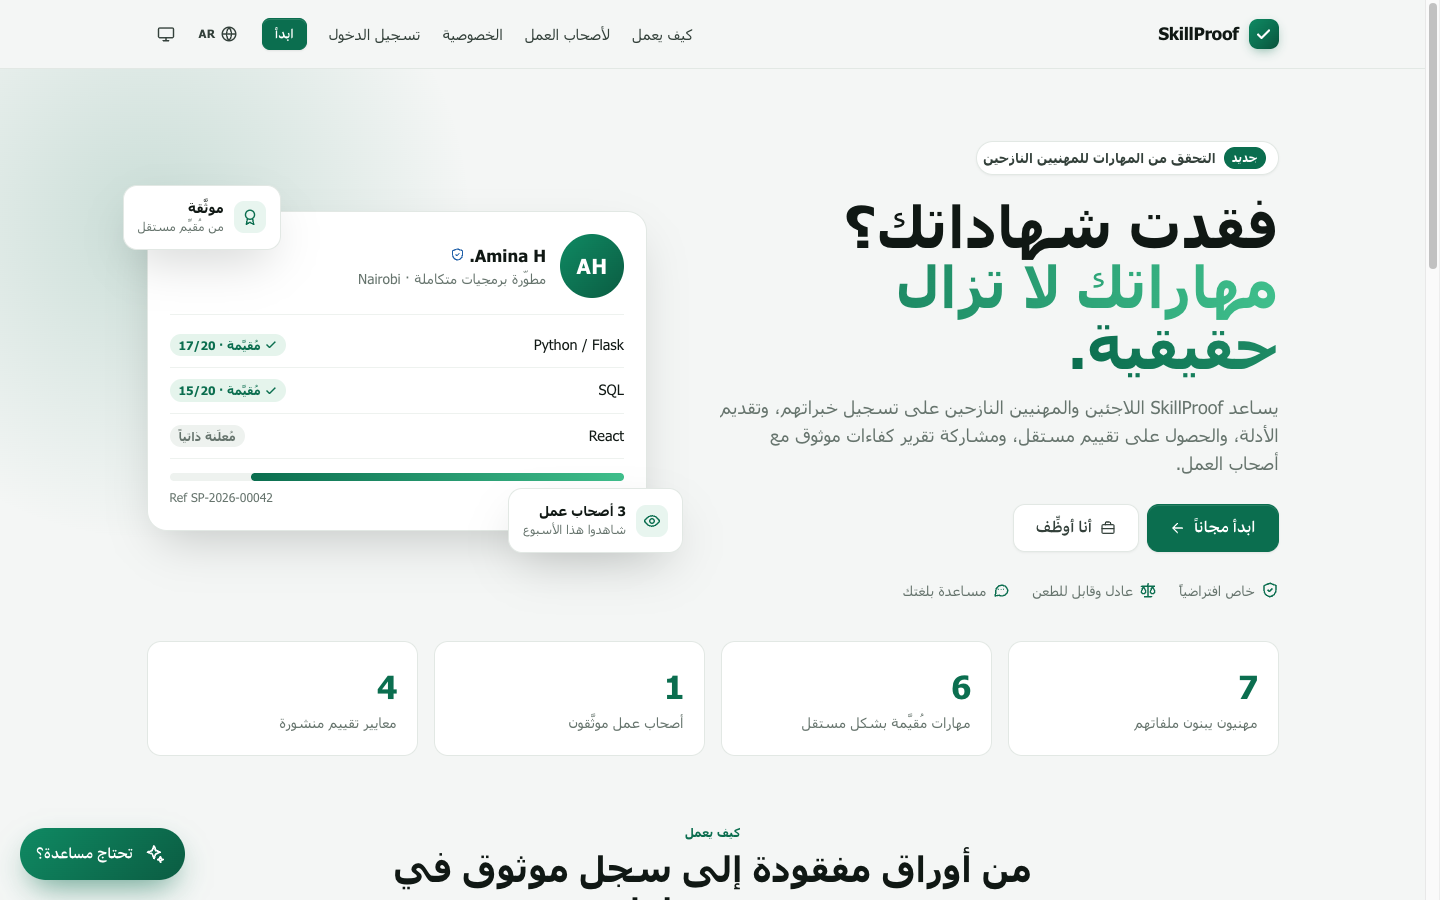 SkillProof
كيف يعمل
لأصحاب العمل
الخصوصية
تسجيل الدخول
ابدأ
AR
جديد التحقق من المهارات للمهنيين النازحين
فقدت شهاداتك؟
مهاراتك لا تزال
حقيقية.
يساعد SkillProof اللاجئين والمهنيين النازحين على تسجيل خبراتهم، وتقديم
الأدلة، والحصول على تقييم مستقل، ومشاركة تقرير كفاءات موثوق مع
أصحاب العمل.
ابدأ مجاناً
أنا أوظّف
خاص افتراضياً
عادل وقابل للطعن
مساعدة بلغتك
موثَّقة
من مُقيِّم مستقل
AH
Amina H.
مطوّرة برمجيات متكاملة · Nairobi
Python / Flask
مُقيَّمة · 17/20
SQL
مُقيَّمة · 15/20
React
مُعلَنة ذاتياً
Ref SP-2026-00042
3 أصحاب عمل
شاهدوا هذا الأسبوع
7
مهنيون يبنون ملفاتهم
6
مهارات مُقيَّمة بشكل مستقل
1
أصحاب عمل موثَّقون
4
معايير تقييم منشورة
كيف يعمل
من أوراق مفقودة إلى سجل موثوق في
تحتاج مساعدة؟